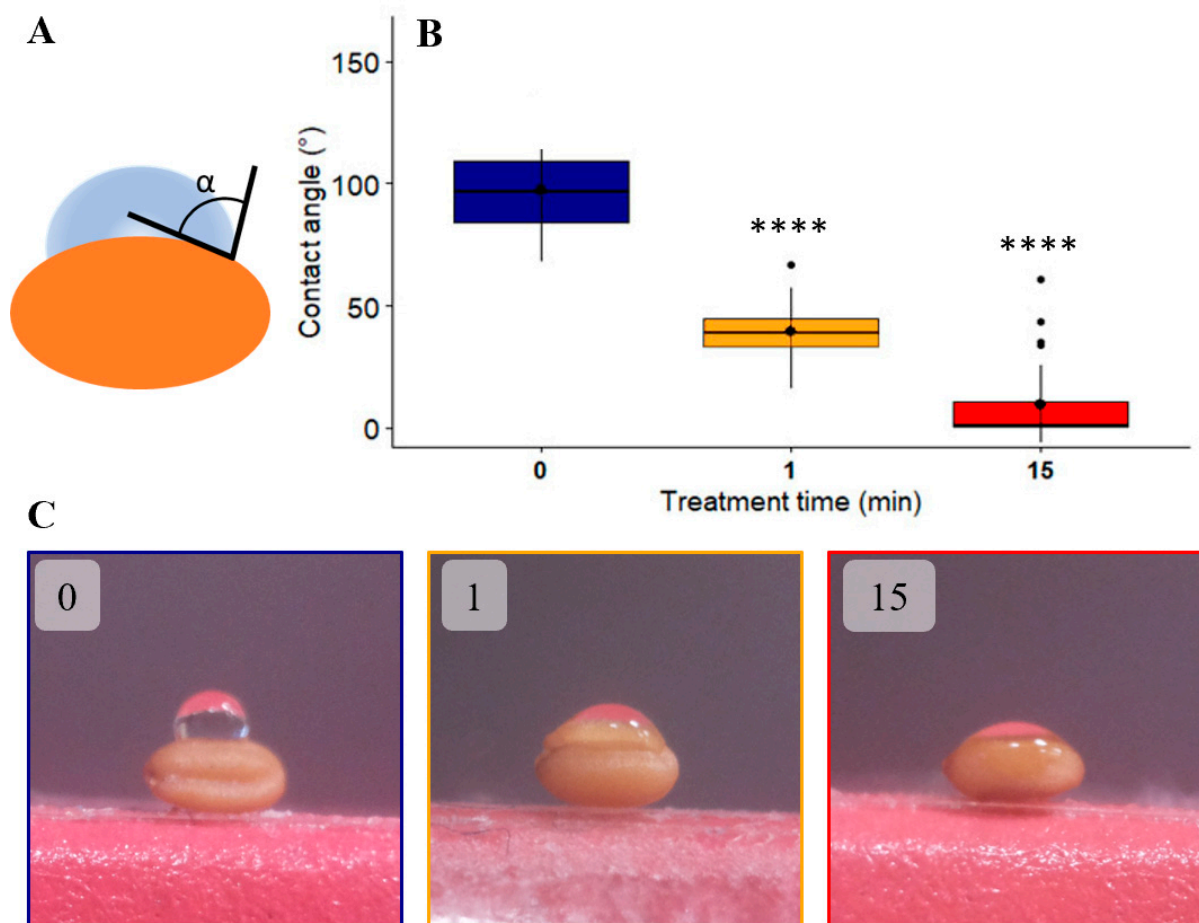 A
α
B
Contact angle (°)
150
100
50
0
****
****
0
1
15
Treatment time (min)
C
0
1
15